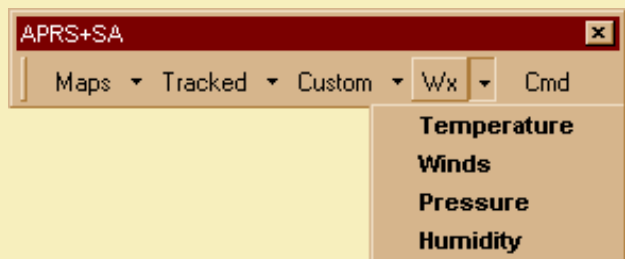 APRS+SA
Maps Tracked Custom Wx Cmd
Temperature
Winds
Pressure
Humidity